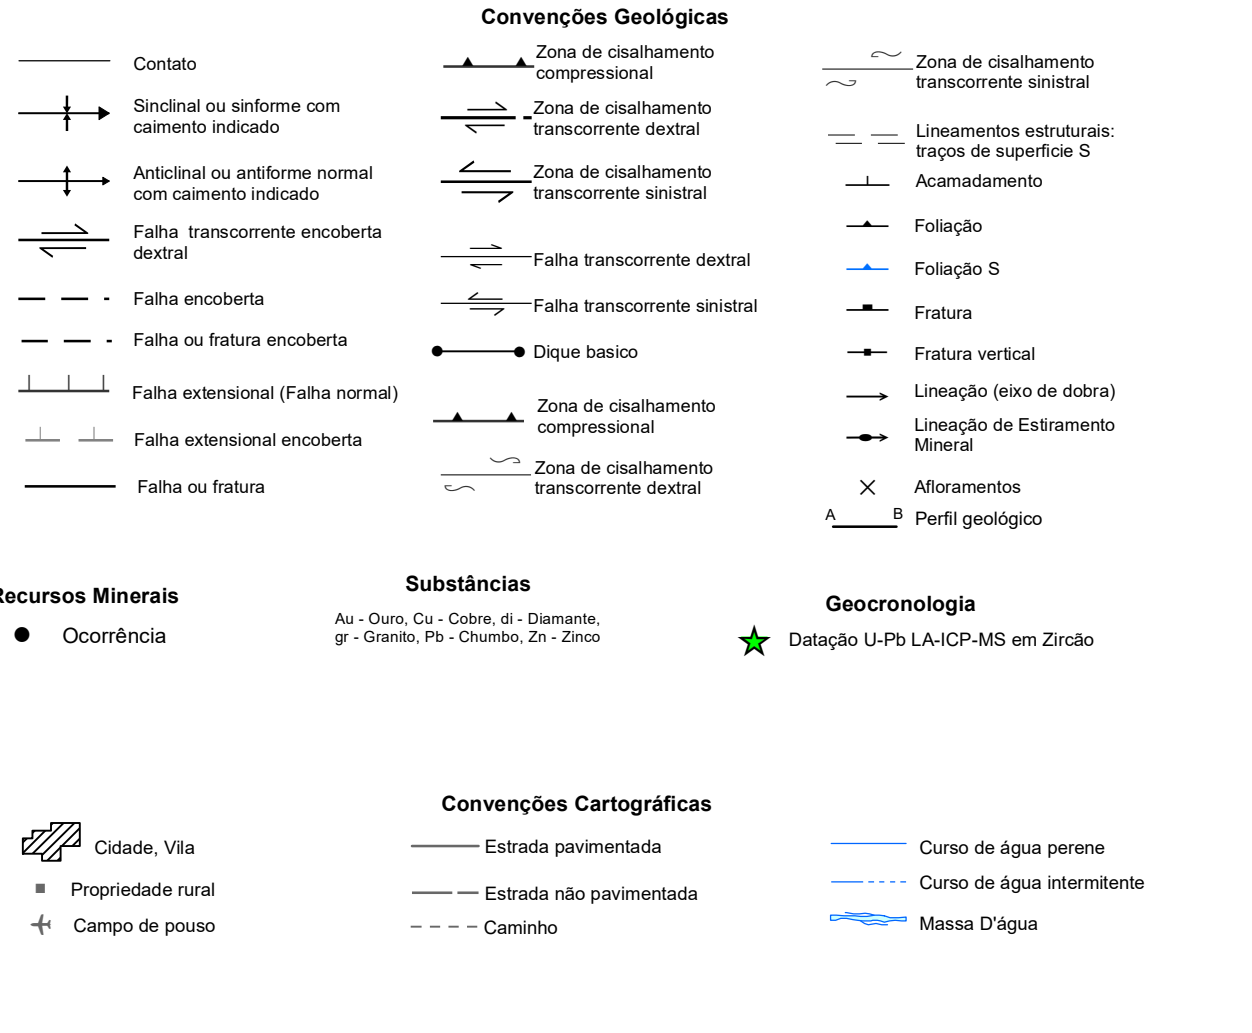 Convenções Geológicas
Contato
Sinclinal ou sinforme com
caimento indicado
Anticlinal ou antiforme normal
com caimento indicado
Falha  transcorrente encoberta
dextral
Falha encoberta
Falha ou fratura encoberta
Falha extensional (Falha normal)
Falha extensional encoberta
Falha ou fratura
Zona de cisalhamento
compressional
Zona de cisalhamento
transcorrente dextral
Zona de cisalhamento
transcorrente sinistral
Falha transcorrente dextral
Falha transcorrente sinistral
Dique basico
Zona de cisalhamento
compressional
Zona de cisalhamento
transcorrente dextral
Zona de cisalhamento
transcorrente sinistral
Lineamentos estruturais:
traços de superficie S
Acamadamento
Foliação
Foliação S
Fratura
Fratura vertical
Lineação (eixo de dobra)
Lineação de Estiramento
Mineral
Afloramentos
A B Perfil geológico
Recursos Minerais
Ocorrência
Substâncias
Au - Ouro, Cu - Cobre, di - Diamante,
gr - Granito, Pb - Chumbo, Zn - Zinco
Geocronologia
Datação U-Pb LA-ICP-MS em Zircão
Convenções Cartográficas
Cidade, Vila
Propriedade rural
Campo de pouso
Estrada pavimentada
Estrada não pavimentada
Caminho
Curso de água perene
Curso de água intermitente
Massa D'água